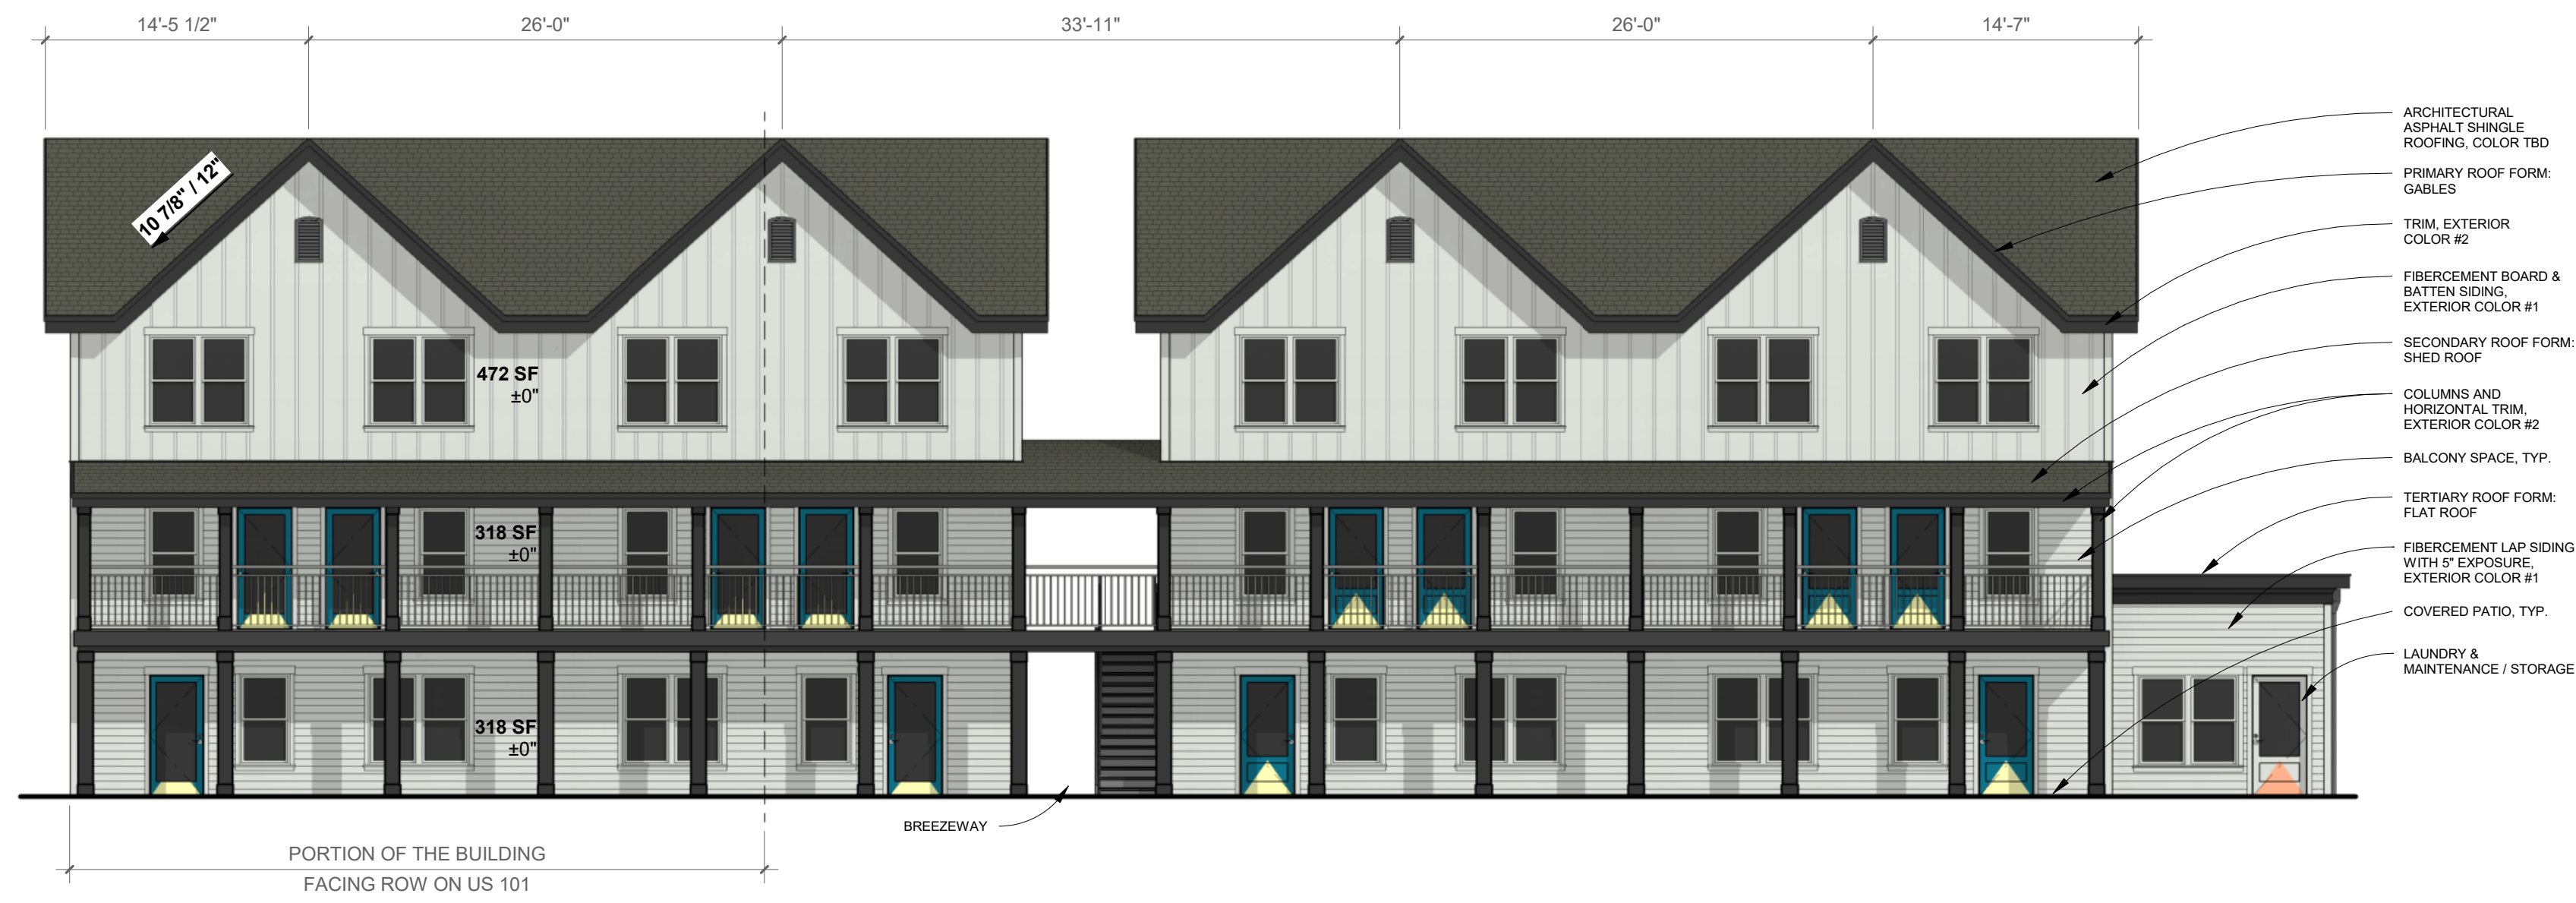 14'-5 1/2"
26'-0"
33'-11"
26'-0"
14'-7"
10 7/8" / 12"
ARCHITECTURAL
ASPHALT SHINGLE
ROOFING, COLOR TBD
PRIMARY ROOF FORM:
GABLES
TRIM, EXTERIOR
COLOR #2
FIBERCEMENT BOARD &
BATTEN SIDING,
EXTERIOR COLOR #1
SECONDARY ROOF FORM:
SHED ROOF
COLUMNS AND
HORIZONTAL TRIM,
EXTERIOR COLOR #2
BALCONY SPACE, TYP.
TERTIARY ROOF FORM:
FLAT ROOF
FIBERCEMENT LAP SIDING
WITH 5" EXPOSURE,
EXTERIOR COLOR #1
COVERED PATIO, TYP.
LAUNDRY &
MAINTENANCE / STORAGE
472 SF
±0"
318 SF
±0"
318 SF
±0"
BREEZEWAY
PORTION OF THE BUILDING
FACING ROW ON US 101